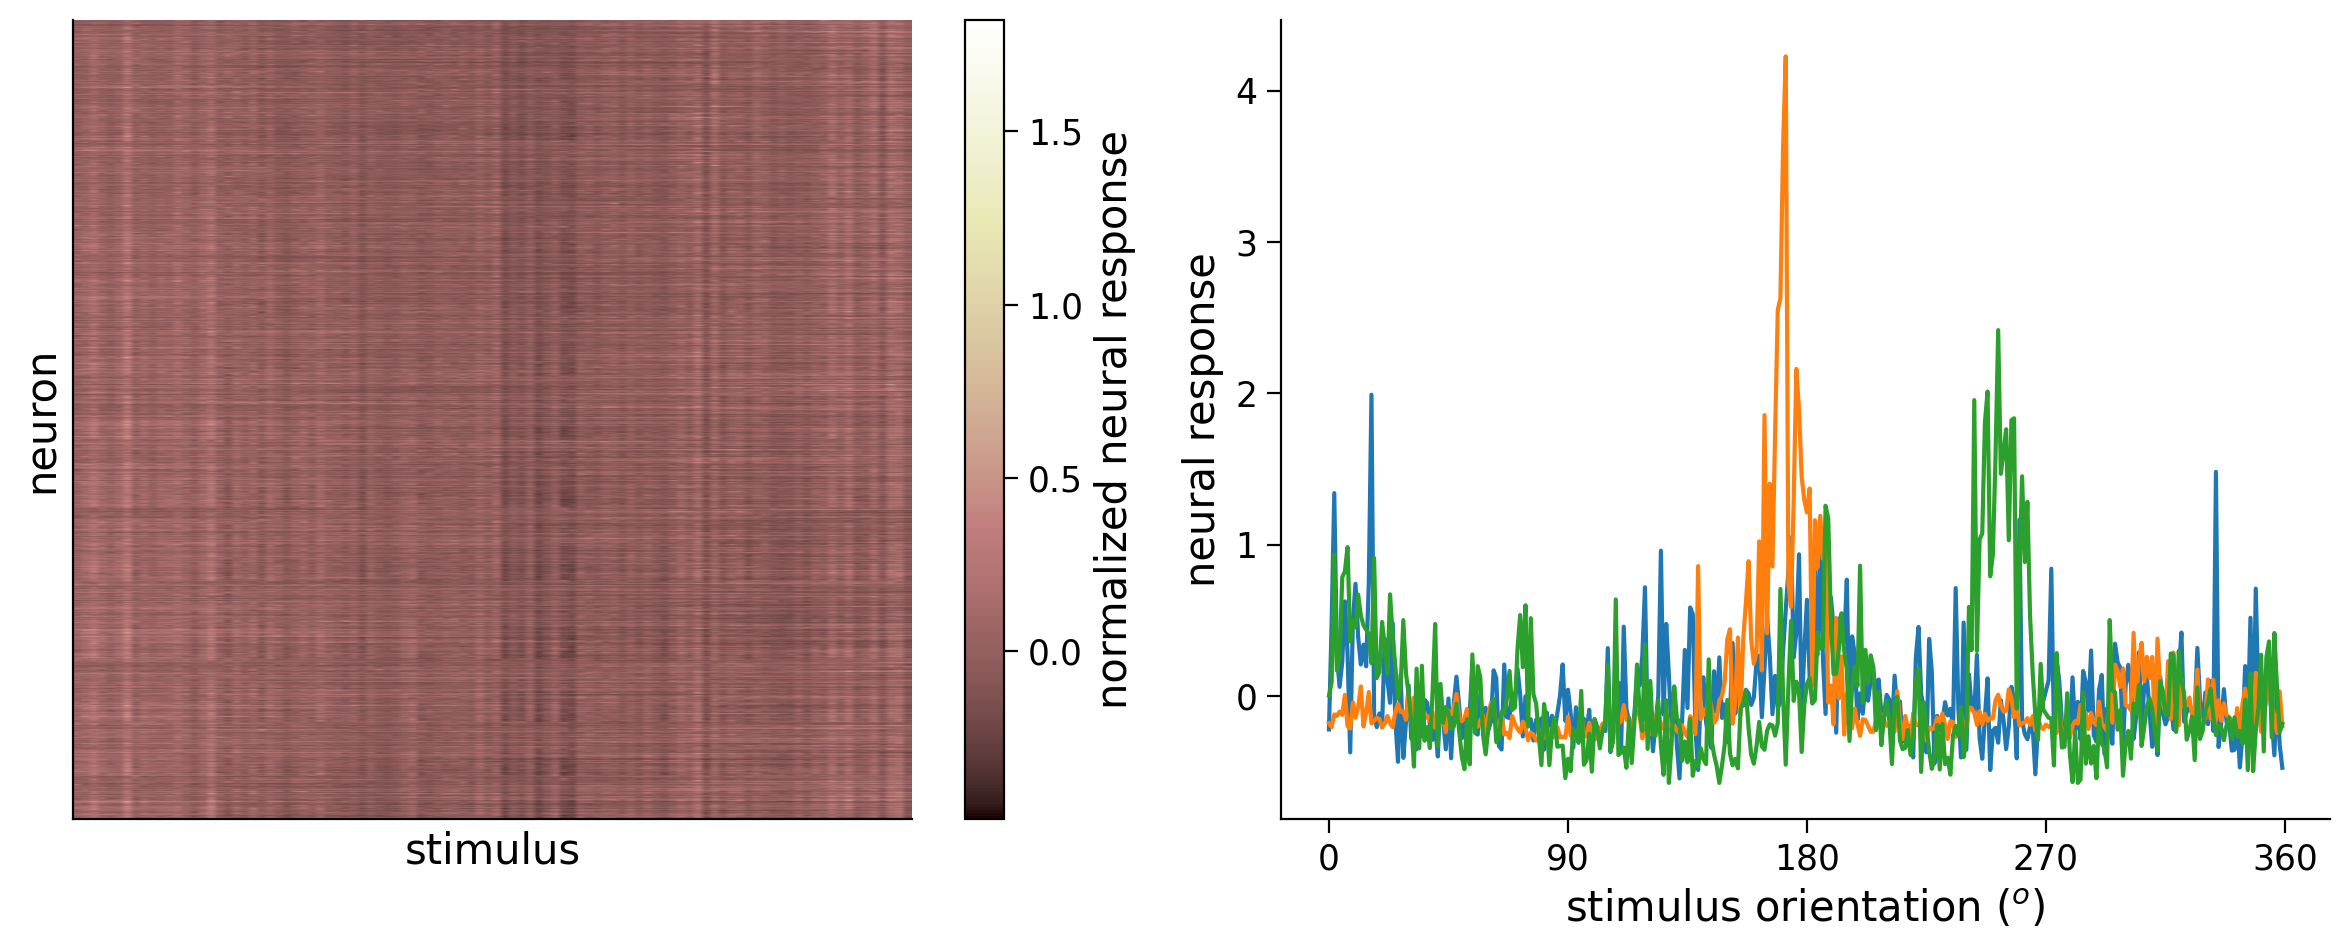 neuron
stimulus
1.5
1.0
0.5
0.0
normalized neural response
neural response
4
3
2
1
0
0 90 180 270 360
stimulus orientation (°)